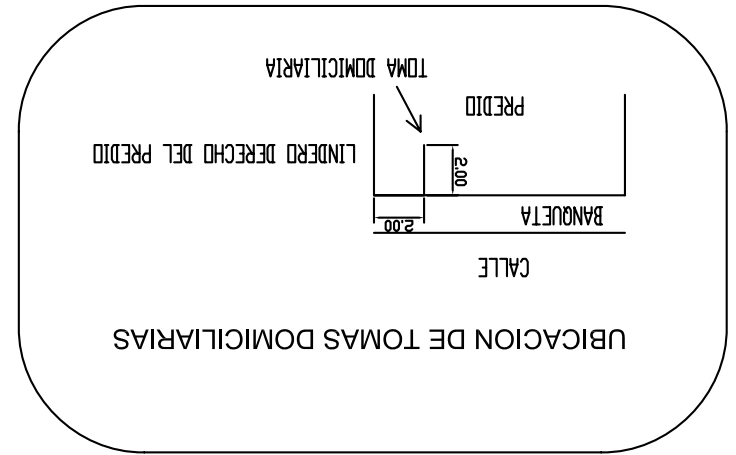 UBICACION DE TOMAS DOMICILIARIAS
CALLE
BANQUETA
2.00
2.00
LINDERO DERECHO DEL PREDIO
PREDIO
TOMA DOMICILIARIA